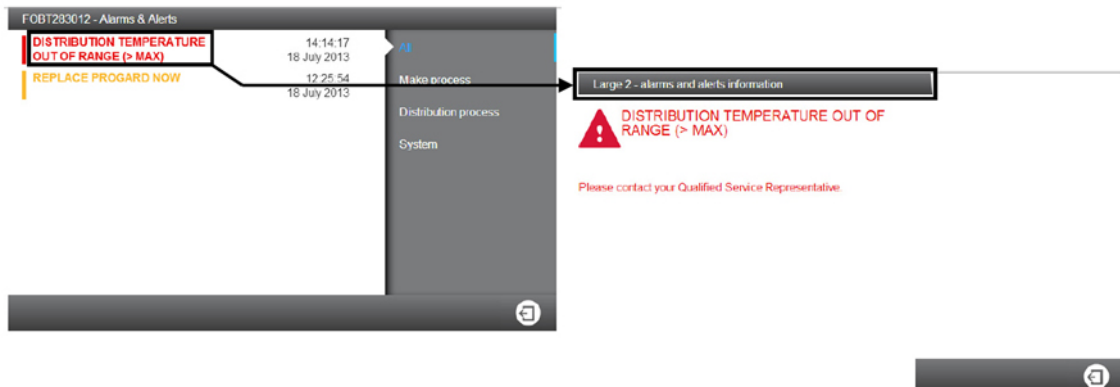 FOBT283012 - Alarms & Alerts
DISTRIBUTION TEMPERATURE
OUT OF RANGE (> MAX)
14:14:17
18 July 2013
REPLACE PROGARD NOW
12:25:54
18 July 2013
All
Make process
Distribution process
System
Large 2 - alarms and alerts information
DISTRIBUTION TEMPERATURE OUT OF
RANGE (> MAX)
Please contact your Qualified Service Representative.